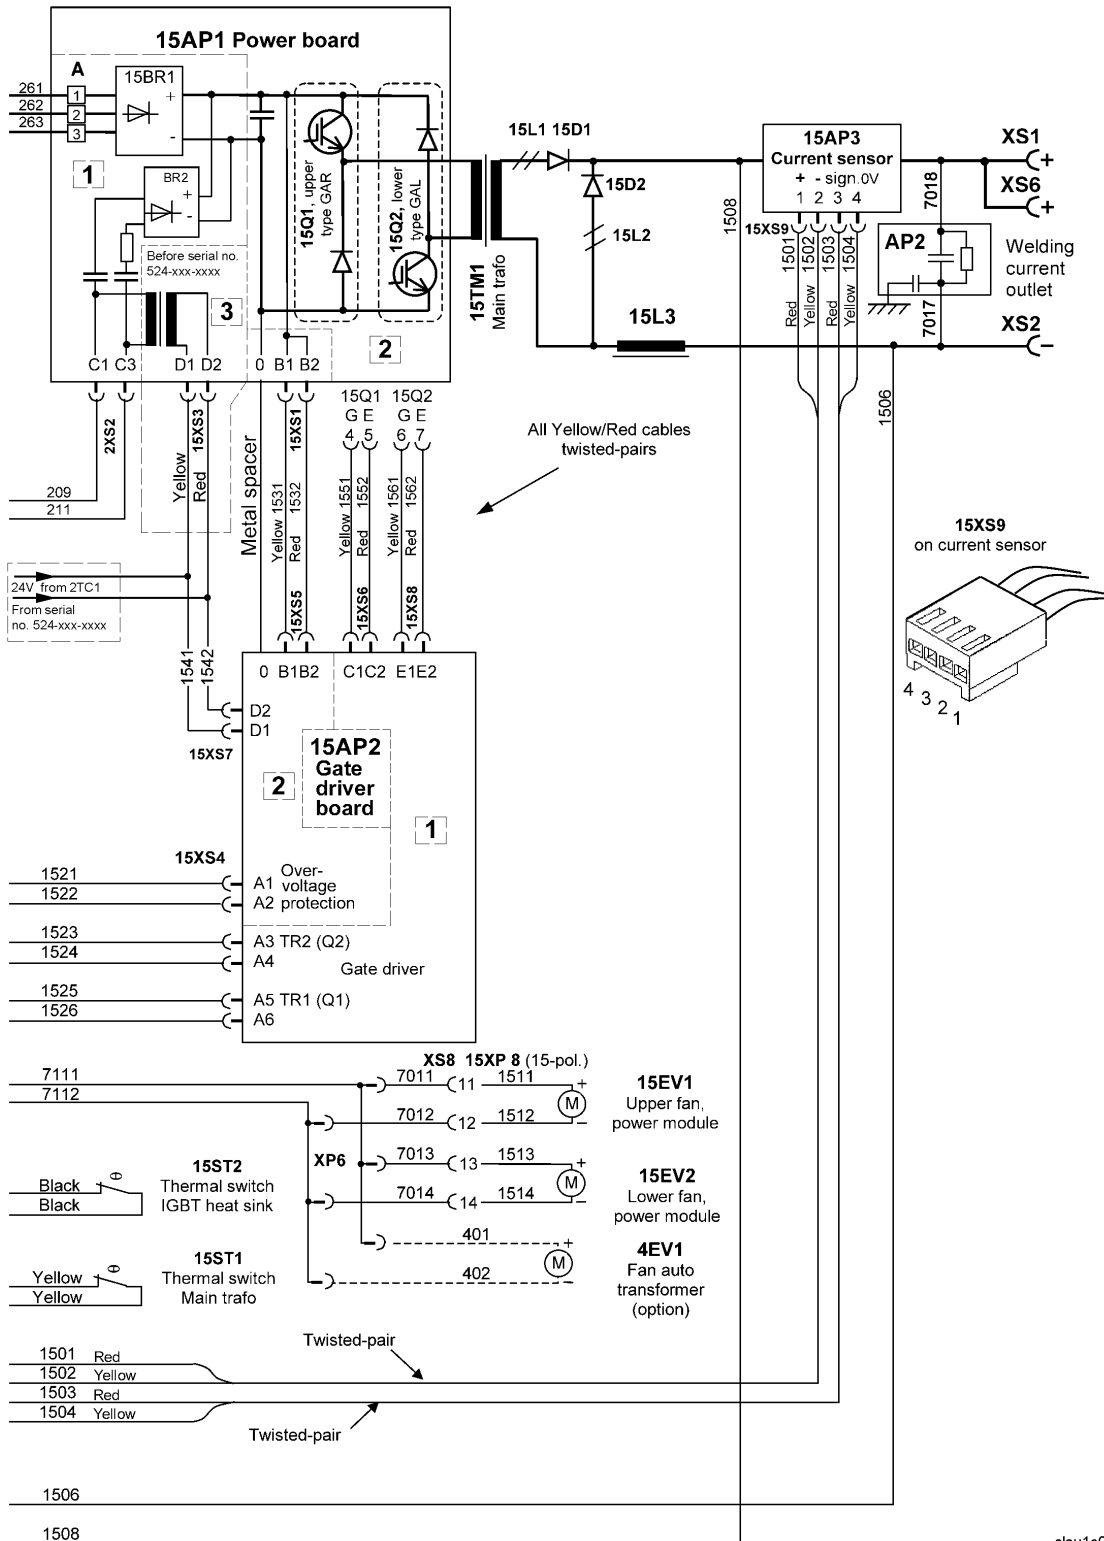 15AP1 Power board
A
15BR1
261
1
+
262
2
263
3
-
1
BR2
+
-
15Q1, upper
type GAR
15Q2, lower
type GAL
Before serial no.
524-xxx-xxxx
3
2
C1 C3 D1 D2 0 B1 B2
15TM1
Main trafo
15L1 15D1
15D2
15L2
15L3
15AP3
Current sensor
+ - sign.0V
1 2 3 4
15XS9
1501
1502
1503
1504
Red
Yellow
Red
Yellow
1508
7018
AP2
7017
XS1
+
XS6
+
Welding
current
outlet
XS2
-
1506
2XS2
15XS3
Yellow
Red
209
211
Metal spacer
15XS1
Yellow 1531
Red 1532
15XS5
15Q1
G E
4 5
15Q2
G E
6 7
Yellow 1551
Red 1552
15XS6
Yellow 1561
Red 1562
15XS8
All Yellow/Red cables
twisted-pairs
24V from 2TC1
From serial
no. 524-xxx-xxxx
1541
1542
15XS9
on current sensor
4 3 2 1
0 B1B2 C1C2 E1E2
D2
D1
15XS7
15AP2
Gate
driver
board
2
1
15XS4
1521
A1
1522
A2
Over-
voltage
protection
1523
A3 TR2 (Q2)
1524
A4
Gate driver
1525
A5 TR1 (Q1)
1526
A6
XS8 15XP 8 (15-pol.)
7111
7112
7011 11 1511
+
M
7012 12 1512
-
15EV1
Upper fan,
power module
XP6
7013 13 1513
+
M
7014 14 1514
-
15EV2
Lower fan,
power module
401
+
M
402
-
4EV1
Fan auto
transformer
(option)
Black
Black
θ
15ST2
Thermal switch
IGBT heat sink
Yellow
Yellow
θ
15ST1
Thermal switch
Main trafo
Twisted-pair
1501 Red
1502 Yellow
1503 Red
1504 Yellow
Twisted-pair
1506
1508